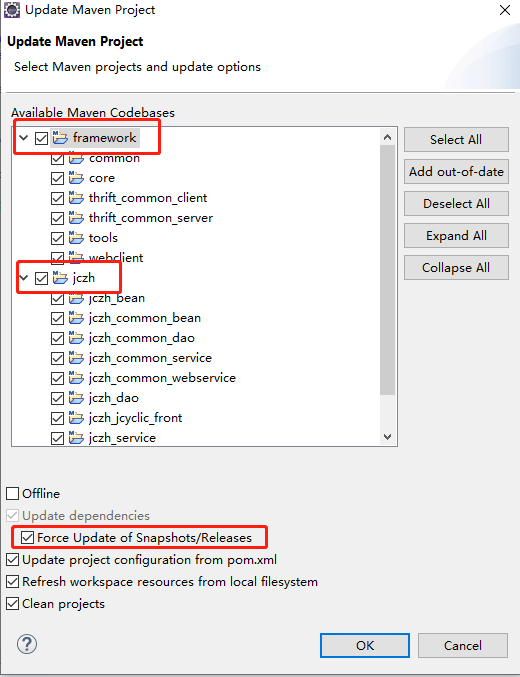 Update Maven Project
Update Maven Project
Select Maven projects and update options
Available Maven Codebases
framework
common
core
thrift_common_client
thrift_common_server
tools
webclient
jczh
jczh_bean
jczh_common_bean
jczh_common_dao
jczh_common_service
jczh_common_webservice
jczh_dao
jczh_jcyclic_front
jczh_service
Select All
Add out-of-date
Deselect All
Expand All
Collapse All
Offline
Update dependencies
Force Update of Snapshots/Releases
Update project configuration from pom.xml
Refresh workspace resources from local filesystem
Clean projects
?
OK
Cancel